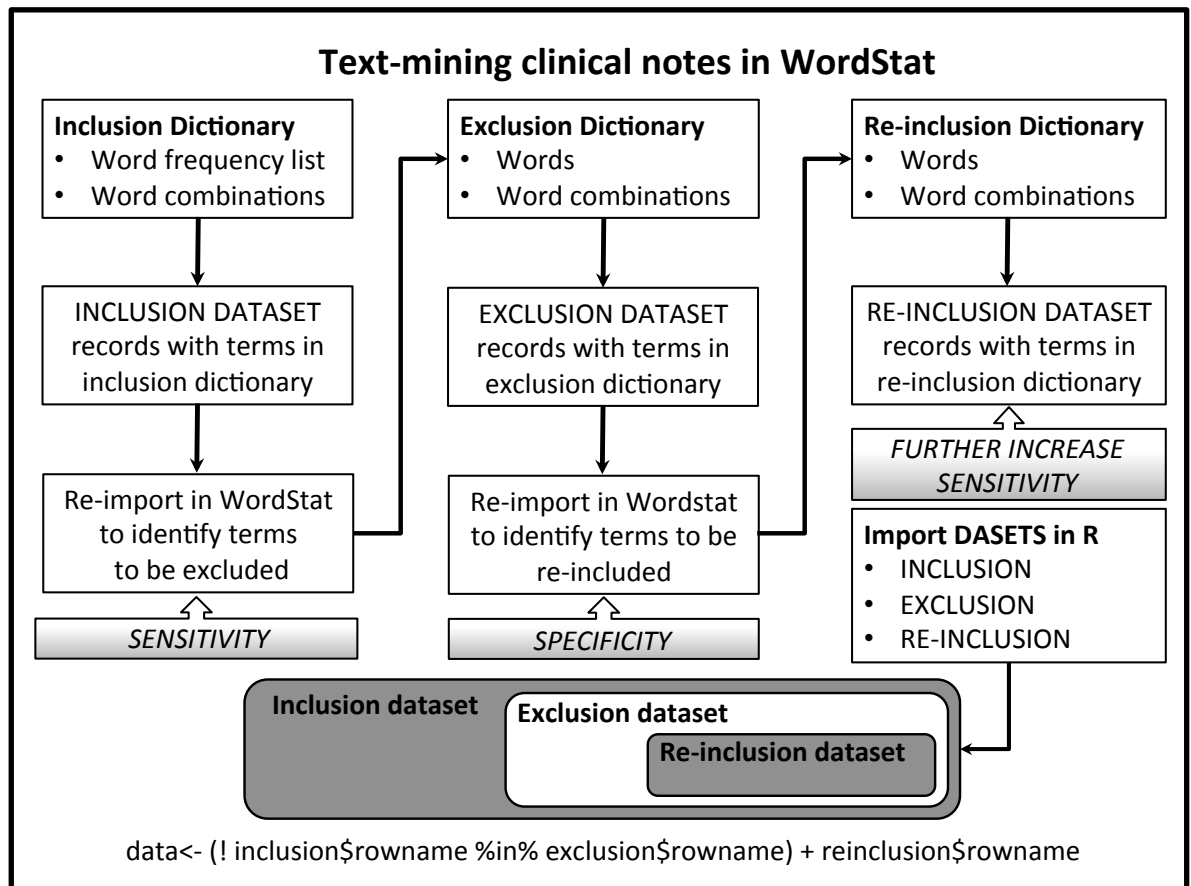 Text-mining clinical notes in WordStat
Inclusion Dictionary
• Word frequency list
• Word combinations
INCLUSION DATASET
records with terms in
inclusion dictionary
Re-import in WordStat
to identify terms
to be excluded
SENSITIVITY
Exclusion Dictionary
• Words
• Word combinations
EXCLUSION DATASET
records with terms in
exclusion dictionary
Re-import in Wordstat
to identify terms to be
re-included
SPECIFICITY
Re-inclusion Dictionary
• Words
• Word combinations
RE-INCLUSION DATASET
records with terms in
re-inclusion dictionary
FURTHER INCREASE
SENSITIVITY
Import DASETS in R
• INCLUSION
• EXCLUSION
• RE-INCLUSION
Inclusion dataset
Exclusion dataset
Re-inclusion dataset
data<- (! inclusion$rowname %in% exclusion$rowname) + reinclusion$rowname